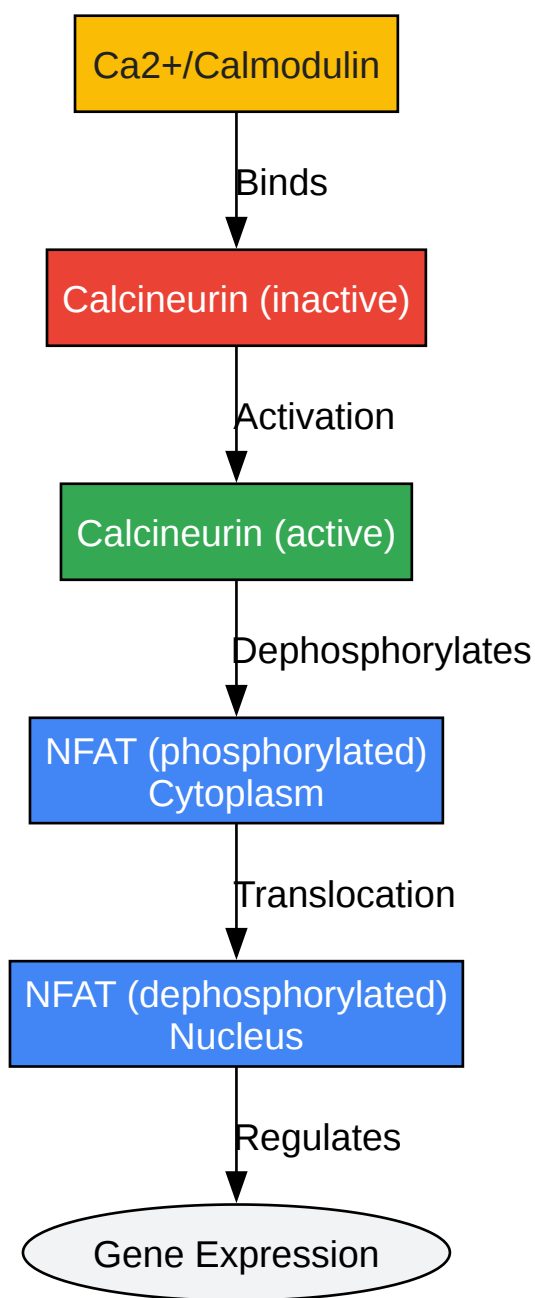 Ca2+/Calmodulin
Binds
Calcineurin (inactive)
Activation
Calcineurin (active)
Dephosphorylates
NFAT (phosphorylated)
Cytoplasm
Translocation
NFAT (dephosphorylated)
Nucleus
Regulates
Gene Expression